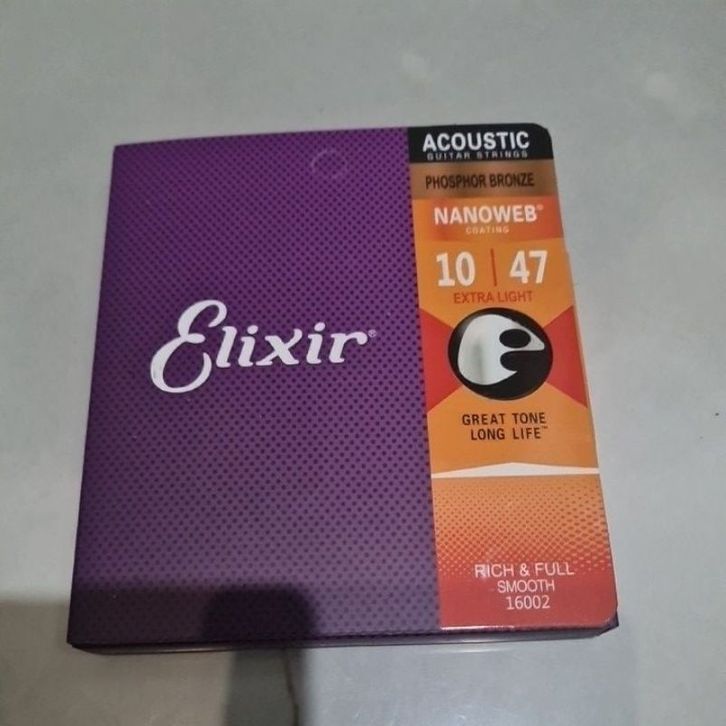 ACOUSTIC
GUITAR STRINGS
PHOSPHOR BRONZE
NANOWEB®
COATING
10 | 47
EXTRA LIGHT
Elixir®
GREAT TONE
LONG LIFE™
RICH & FULL
SMOOTH
16002